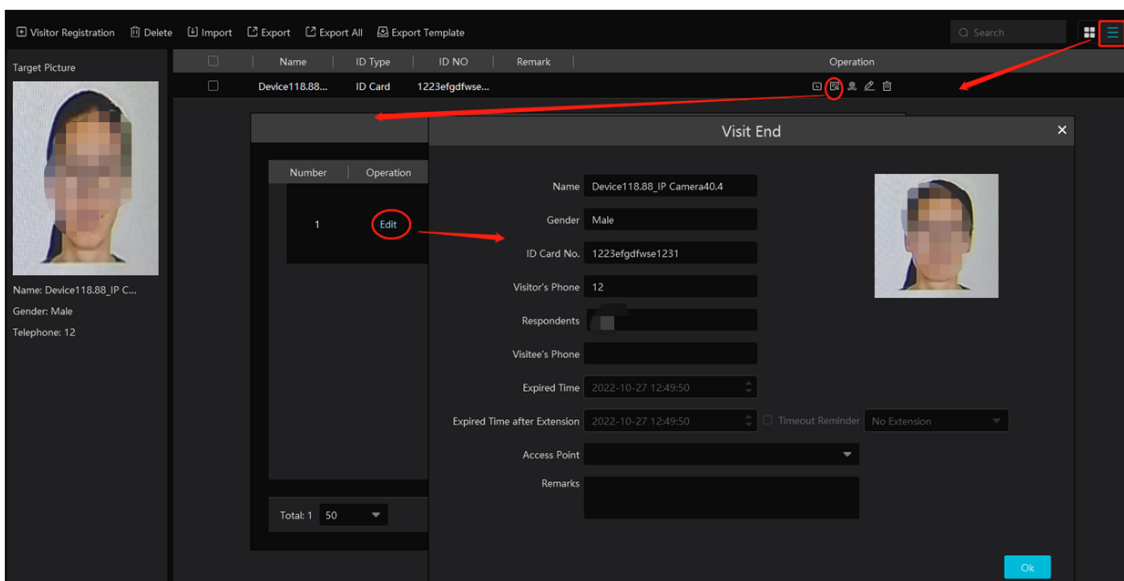 Visitor Registration Delete Import Export Export All Export Template Search
Target Picture
Name ID Type ID NO Remark Operation
Device118.88... ID Card 1223efgdfwse...
Name: Device118.88_IP C...
Gender: Male
Telephone: 12
Number Operation
1 Edit
Total: 1 50
Visit End
Name Device118.88_IP Camera40.4
Gender Male
ID Card No. 1223efgdfwse1231
Visitor's Phone 12
Respondents
Visitee's Phone
Expired Time 2022-10-27 12:49:50
Expired Time after Extension 2022-10-27 12:49:50 Timeout Reminder No Extension
Access Point
Remarks
Ok